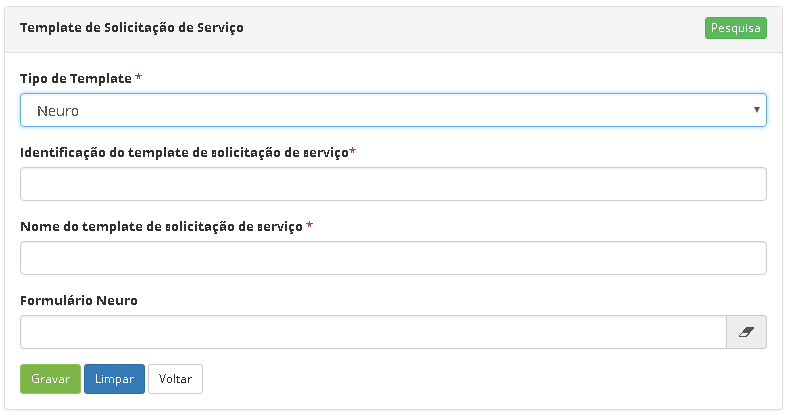 Template de Solicitação de Serviço
Pesquisa
Tipo de Template *
Neuro
Identificação do template de solicitação de serviço*
Nome do template de solicitação de serviço *
Formulário Neuro
Gravar Limpar Voltar